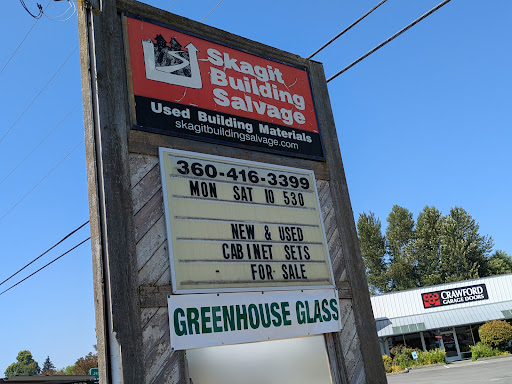 Skagit
Building
Salvage
Used Building Materials
skagitbuildingsalvage.com
360-416-3399
MON SAT 10 530
NEW & USED
CABINET SETS
- FOR SALE
GREENHOUSE GLASS
CRAWFORD
GARAGE DOORS